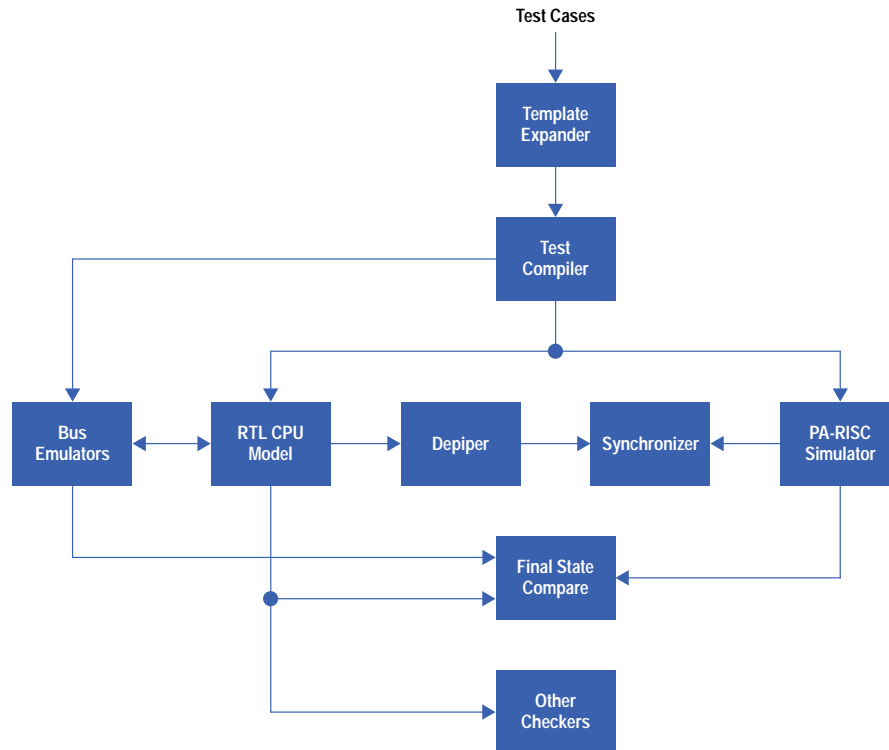 Test Cases
Template
Expander
Test
Compiler
Bus
Emulators
RTL CPU
Model
Depiper
Synchronizer
PA-RISC
Simulator
Final State
Compare
Other
Checkers